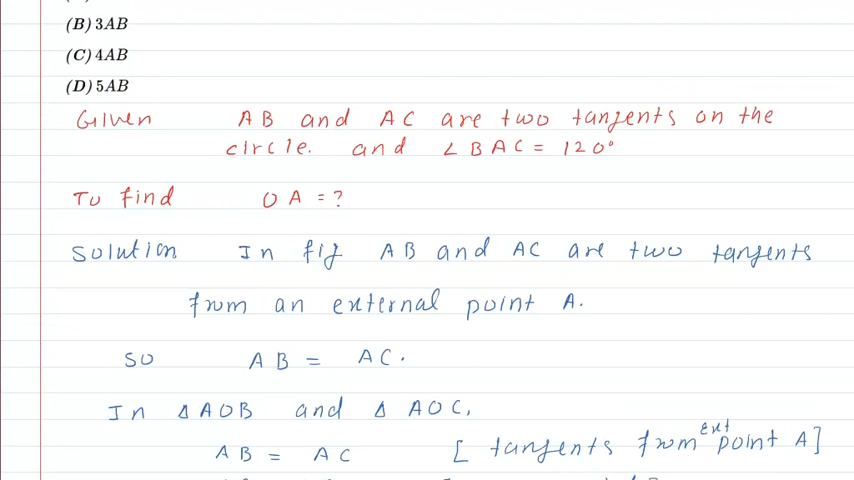 (B) 3AB
(C) 4AB
(D) 5AB
Given AB and AC are two tangents on the
circle. and ∠BAC = 120°
To find OA = ?
Solution In fig AB and AC are two tangents
from an external point A.
So AB = AC.
In ΔAOB and ΔAOC,
AB = AC [tangents from ext point A]